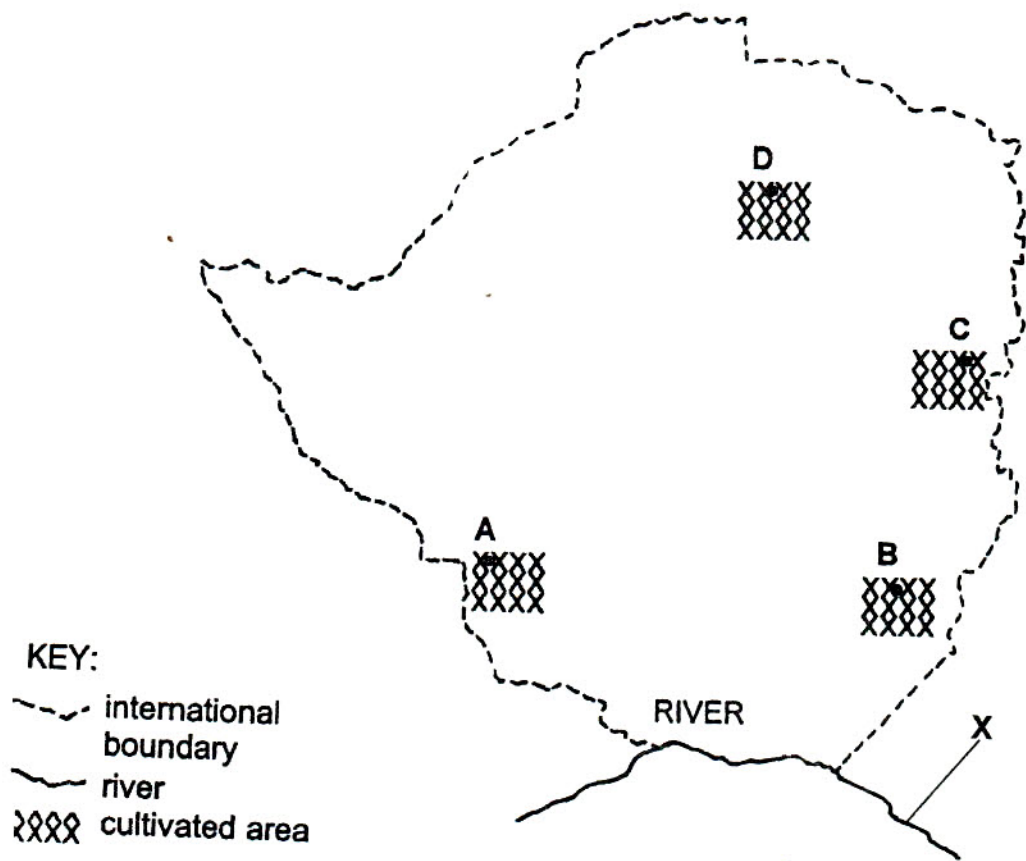 D
C
A
B
KEY:
international
boundary
RIVER
X
river
cultivated area